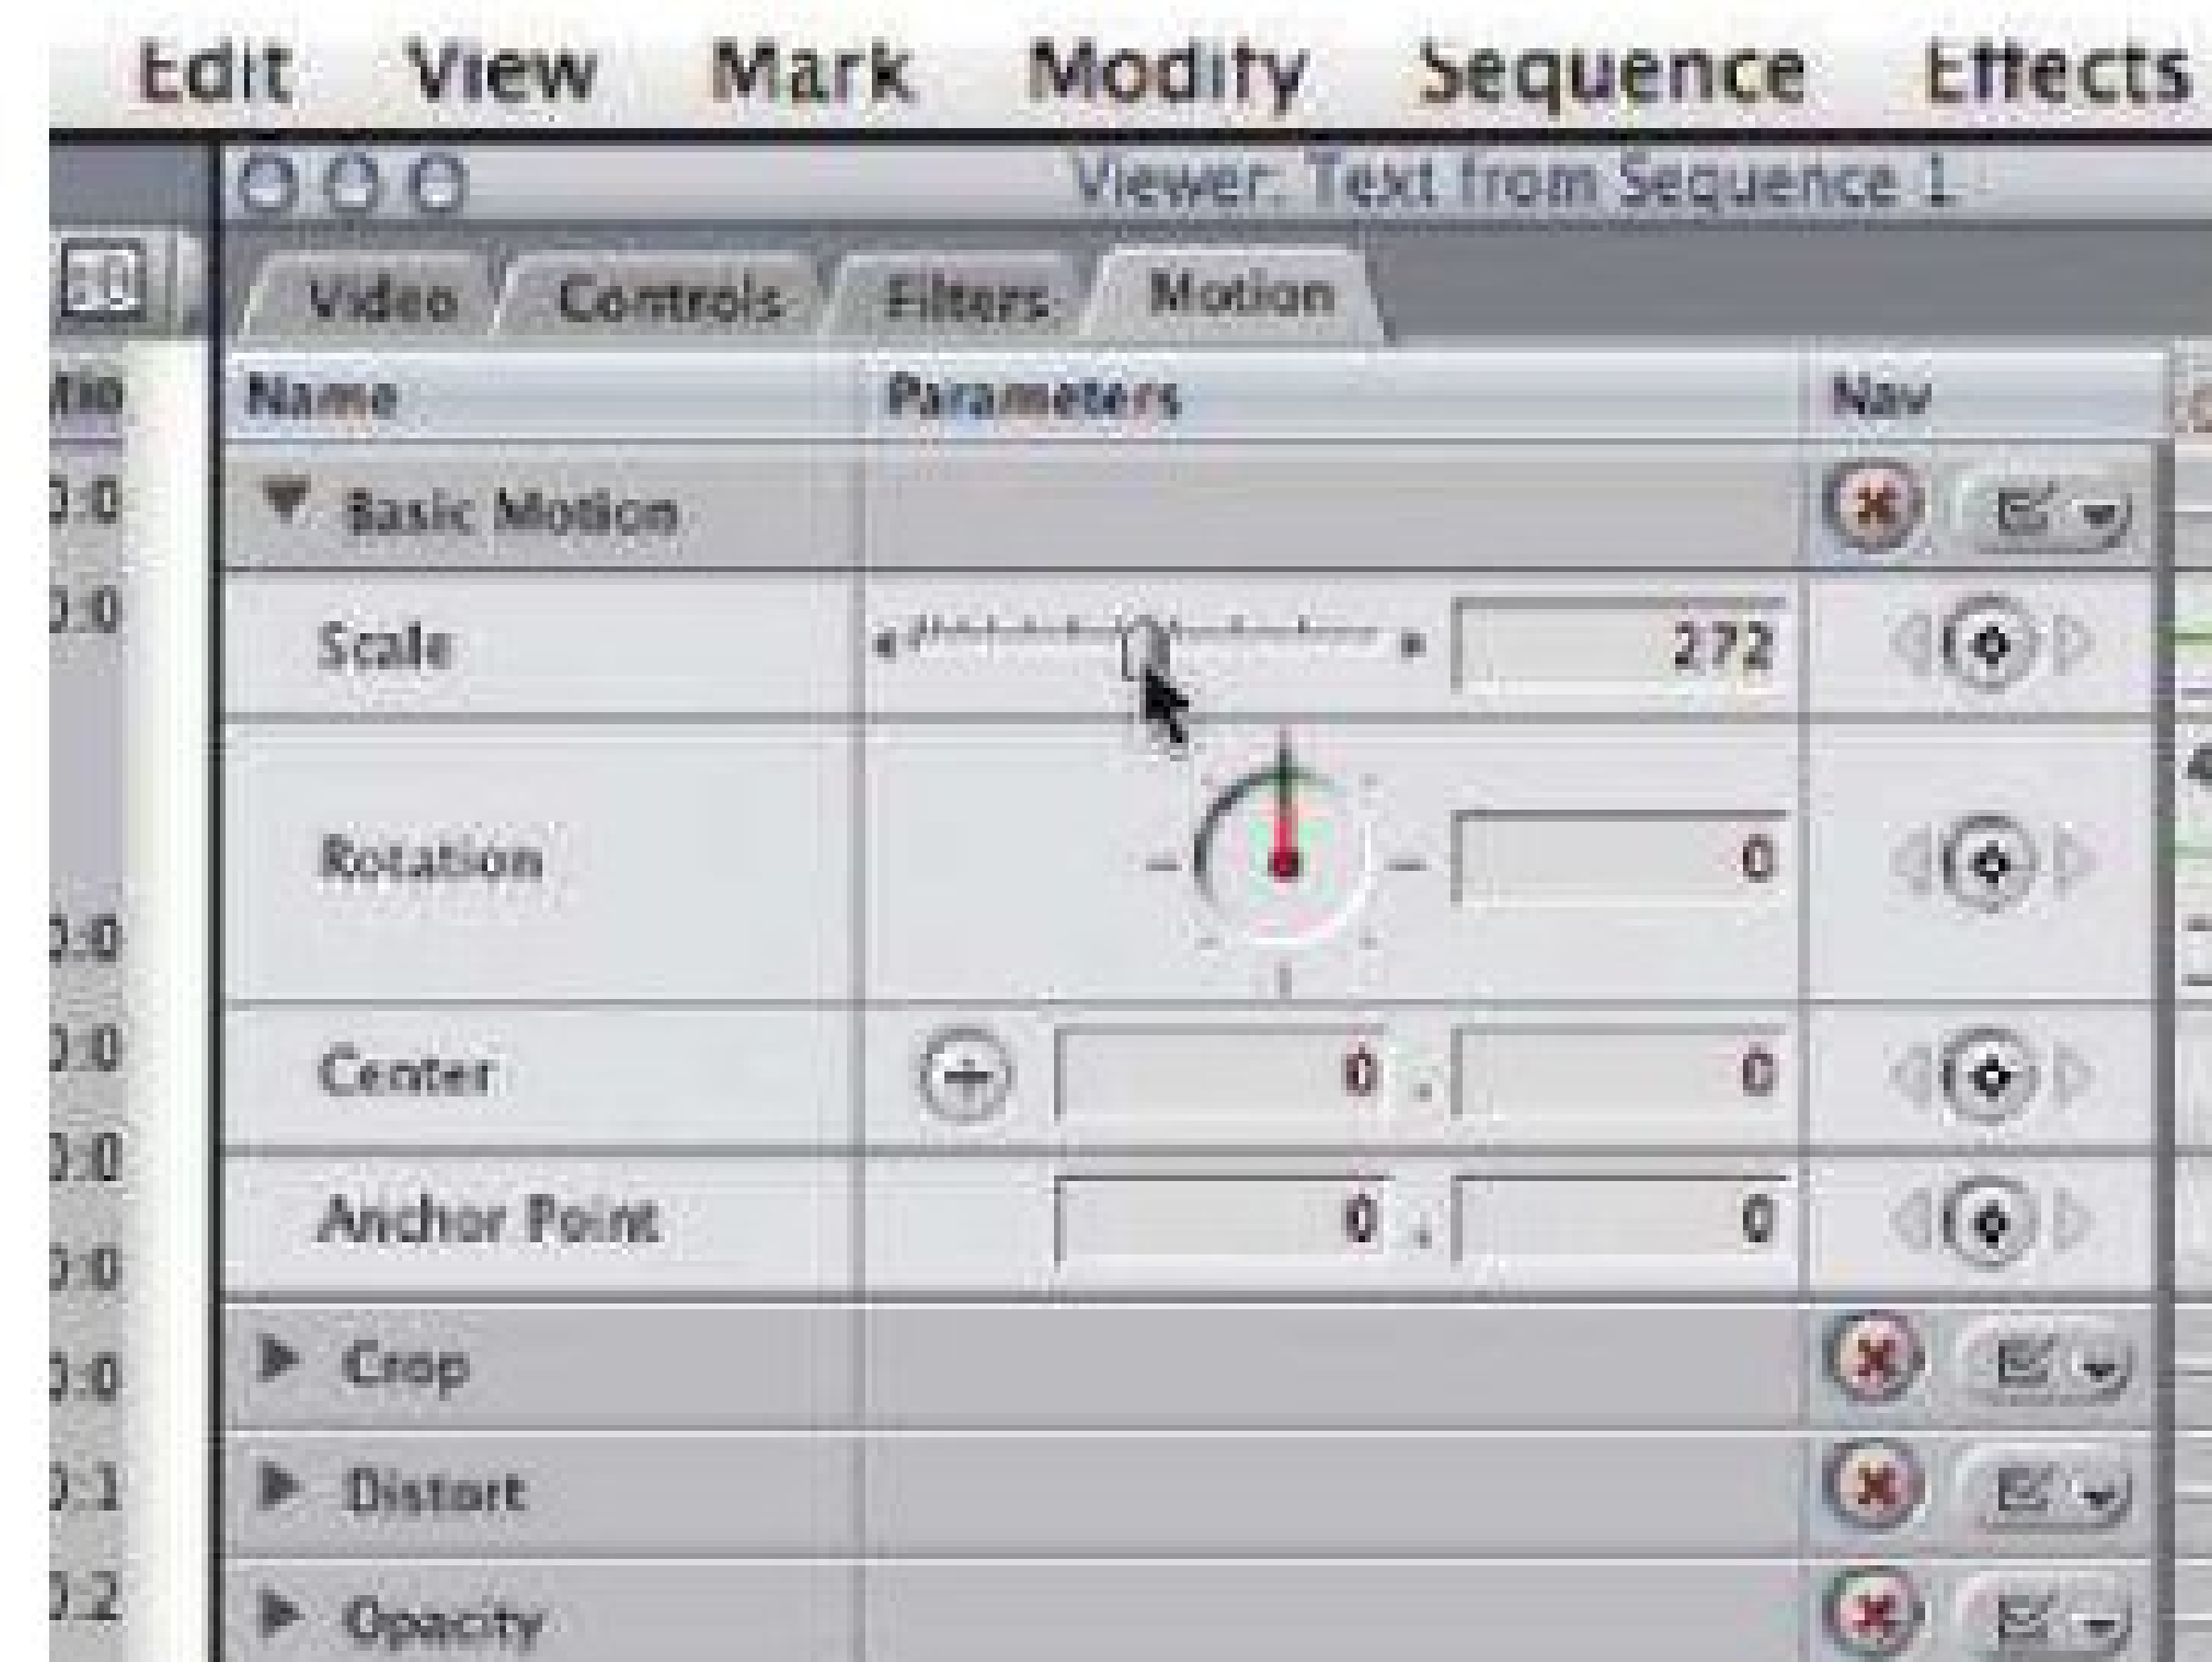 Edit View Mark Modify Sequence Effects
Viewer: Text from Sequence 1
Video Controls Filters Motion
Name Parameters Nav
Basic Motion
Scale 272
Rotation 0
Center 0 , 0
Anchor Point 0 , 0
Crop
Distort
Opacity